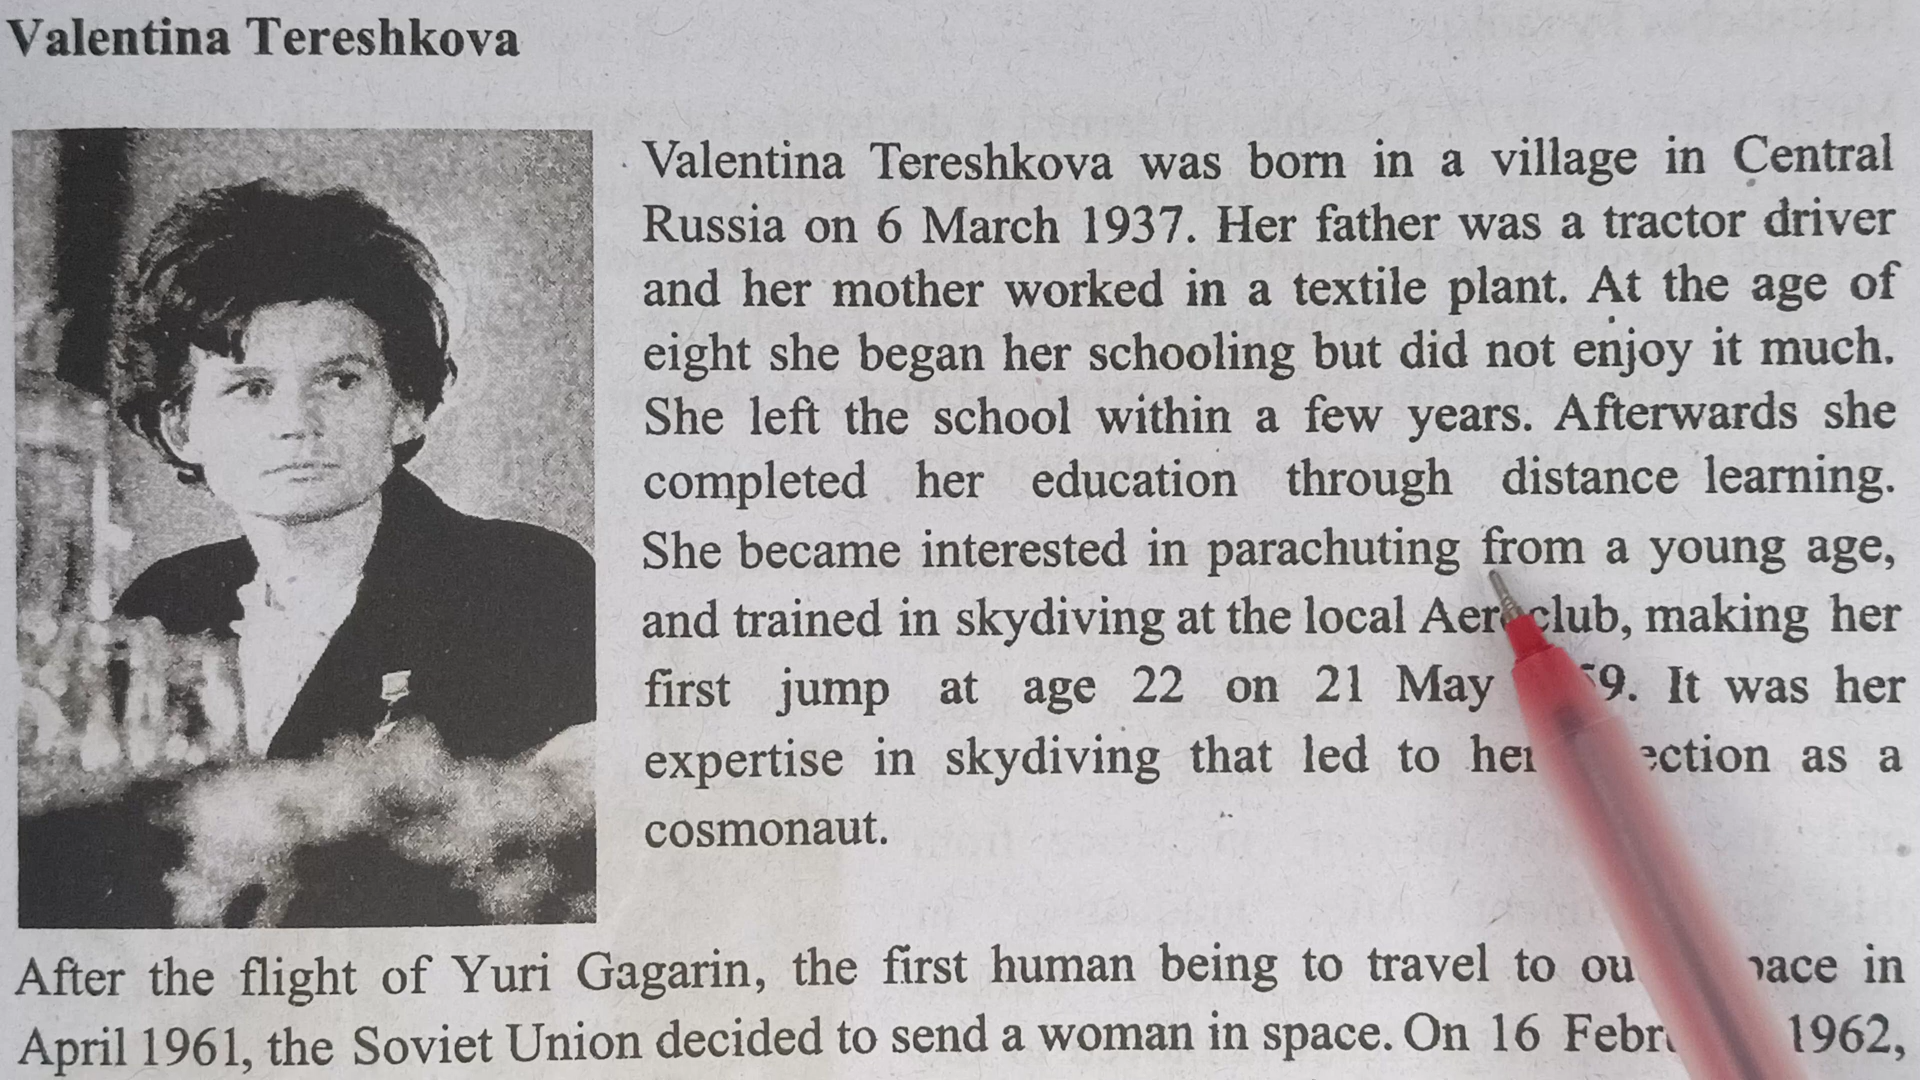 Valentina Tereshkova
Valentina Tereshkova was born in a village in Central
Russia on 6 March 1937. Her father was a tractor driver
and her mother worked in a textile plant. At the age of
eight she began her schooling but did not enjoy it much.
She left the school within a few years. Afterwards she
completed her education through distance learning.
She became interested in parachuting from a young age,
and trained in skydiving at the local Aeroclub, making her
first jump at age 22 on 21 May 9. It was her
expertise in skydiving that led to her as a
cosmonaut.
After the flight of Yuri Gagarin, the first human being to travel to in
April 1961, the Soviet Union decided to send a woman in space. On 16 1962,